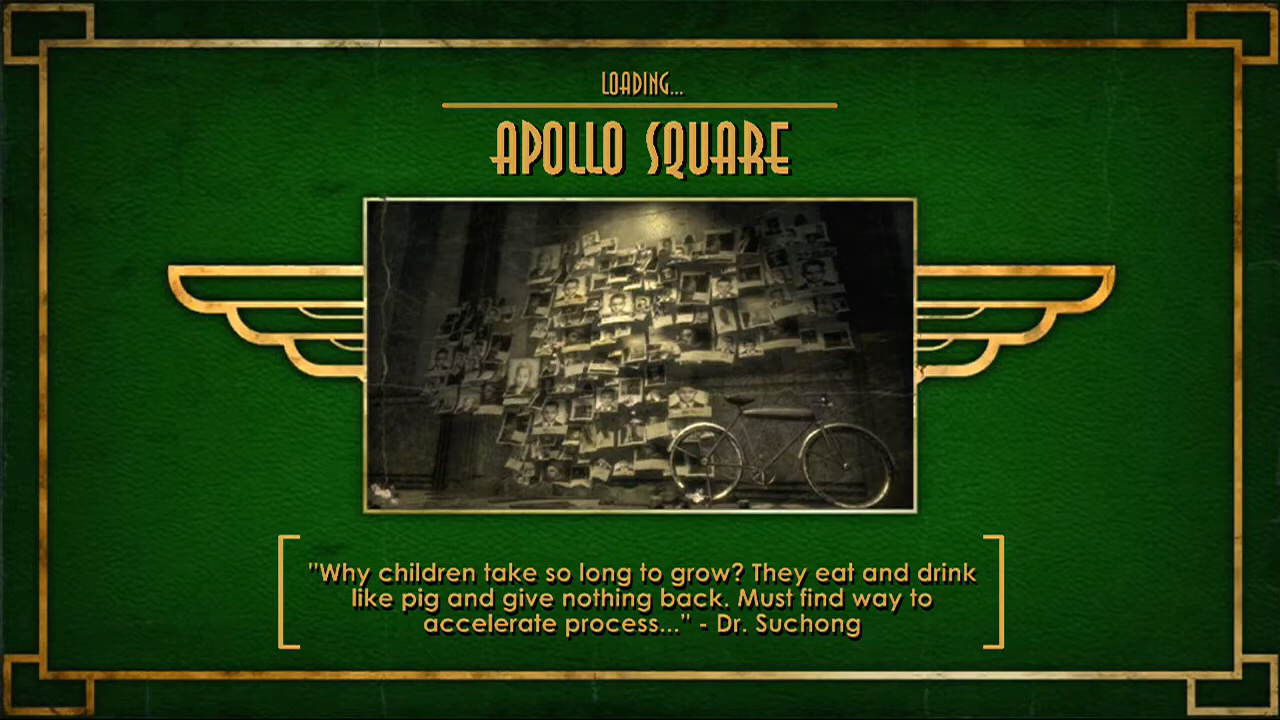 LOADING...
APOLLO SQUARE
"Why children take so long to grow? They eat and drink
like pig and give nothing back. Must find way to
accelerate process..." - Dr. Suchong